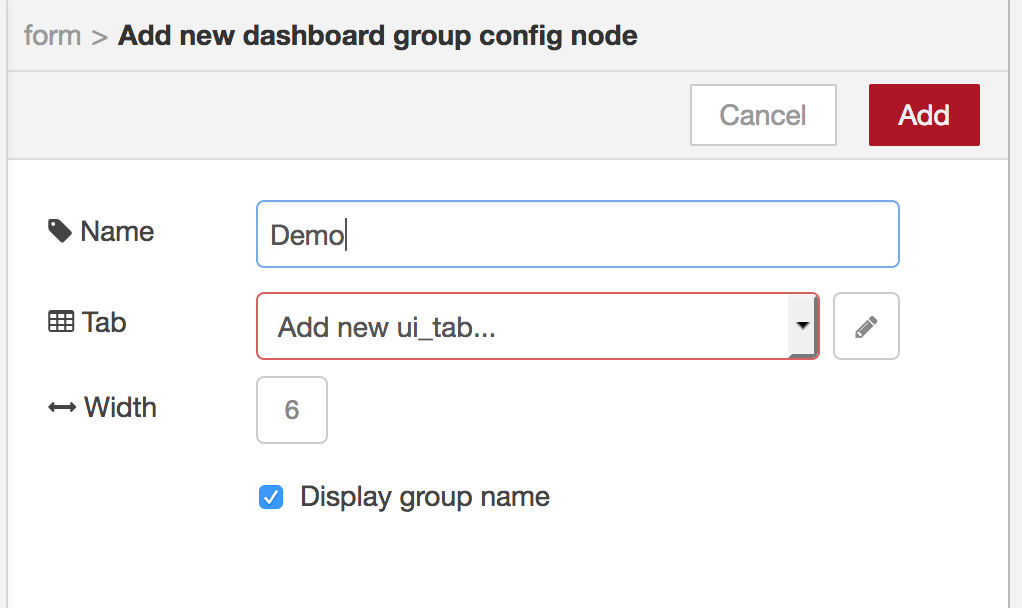 form > Add new dashboard group config node
Cancel Add
Name Demo
Tab Add new ui_tab...
Width 6
Display group name